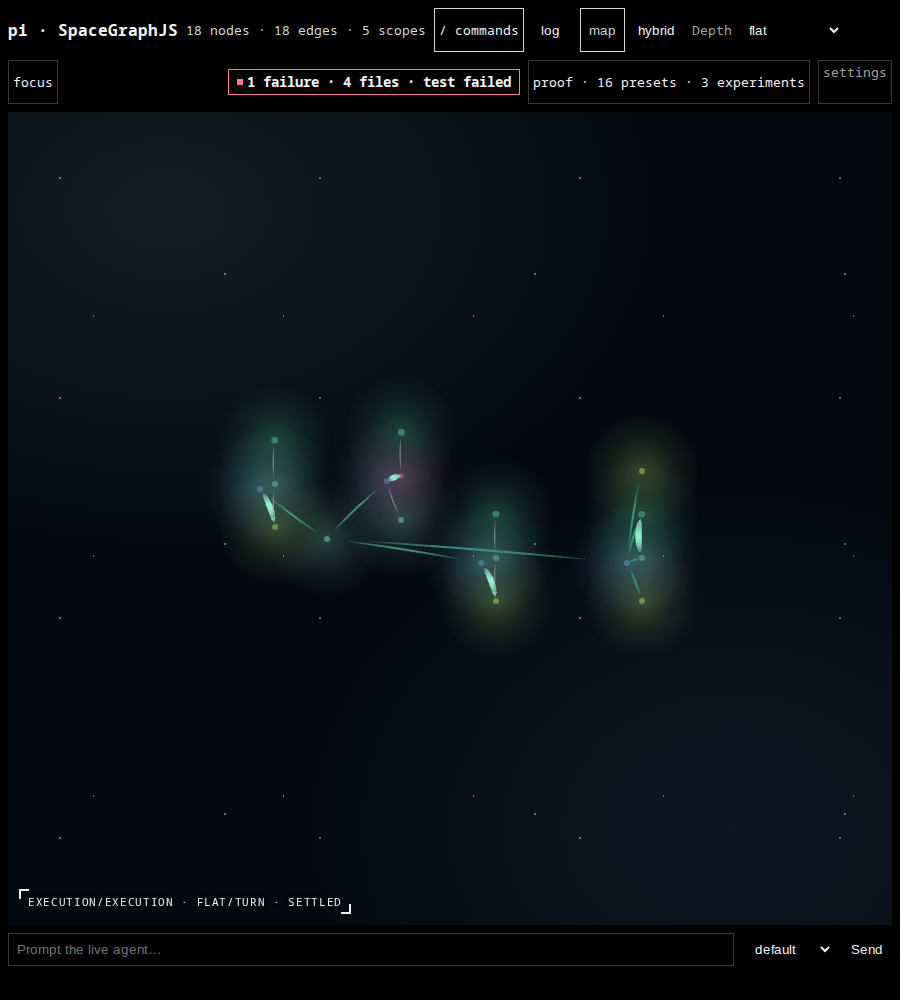 pi · SpaceGraphJS 18 nodes · 18 edges · 5 scopes / commands log map hybrid Depth flat
focus 1 failure · 4 files · test failed proof · 16 presets · 3 experiments settings
EXECUTION/EXECUTION · FLAT/TURN · SETTLED
Prompt the live agent… default Send